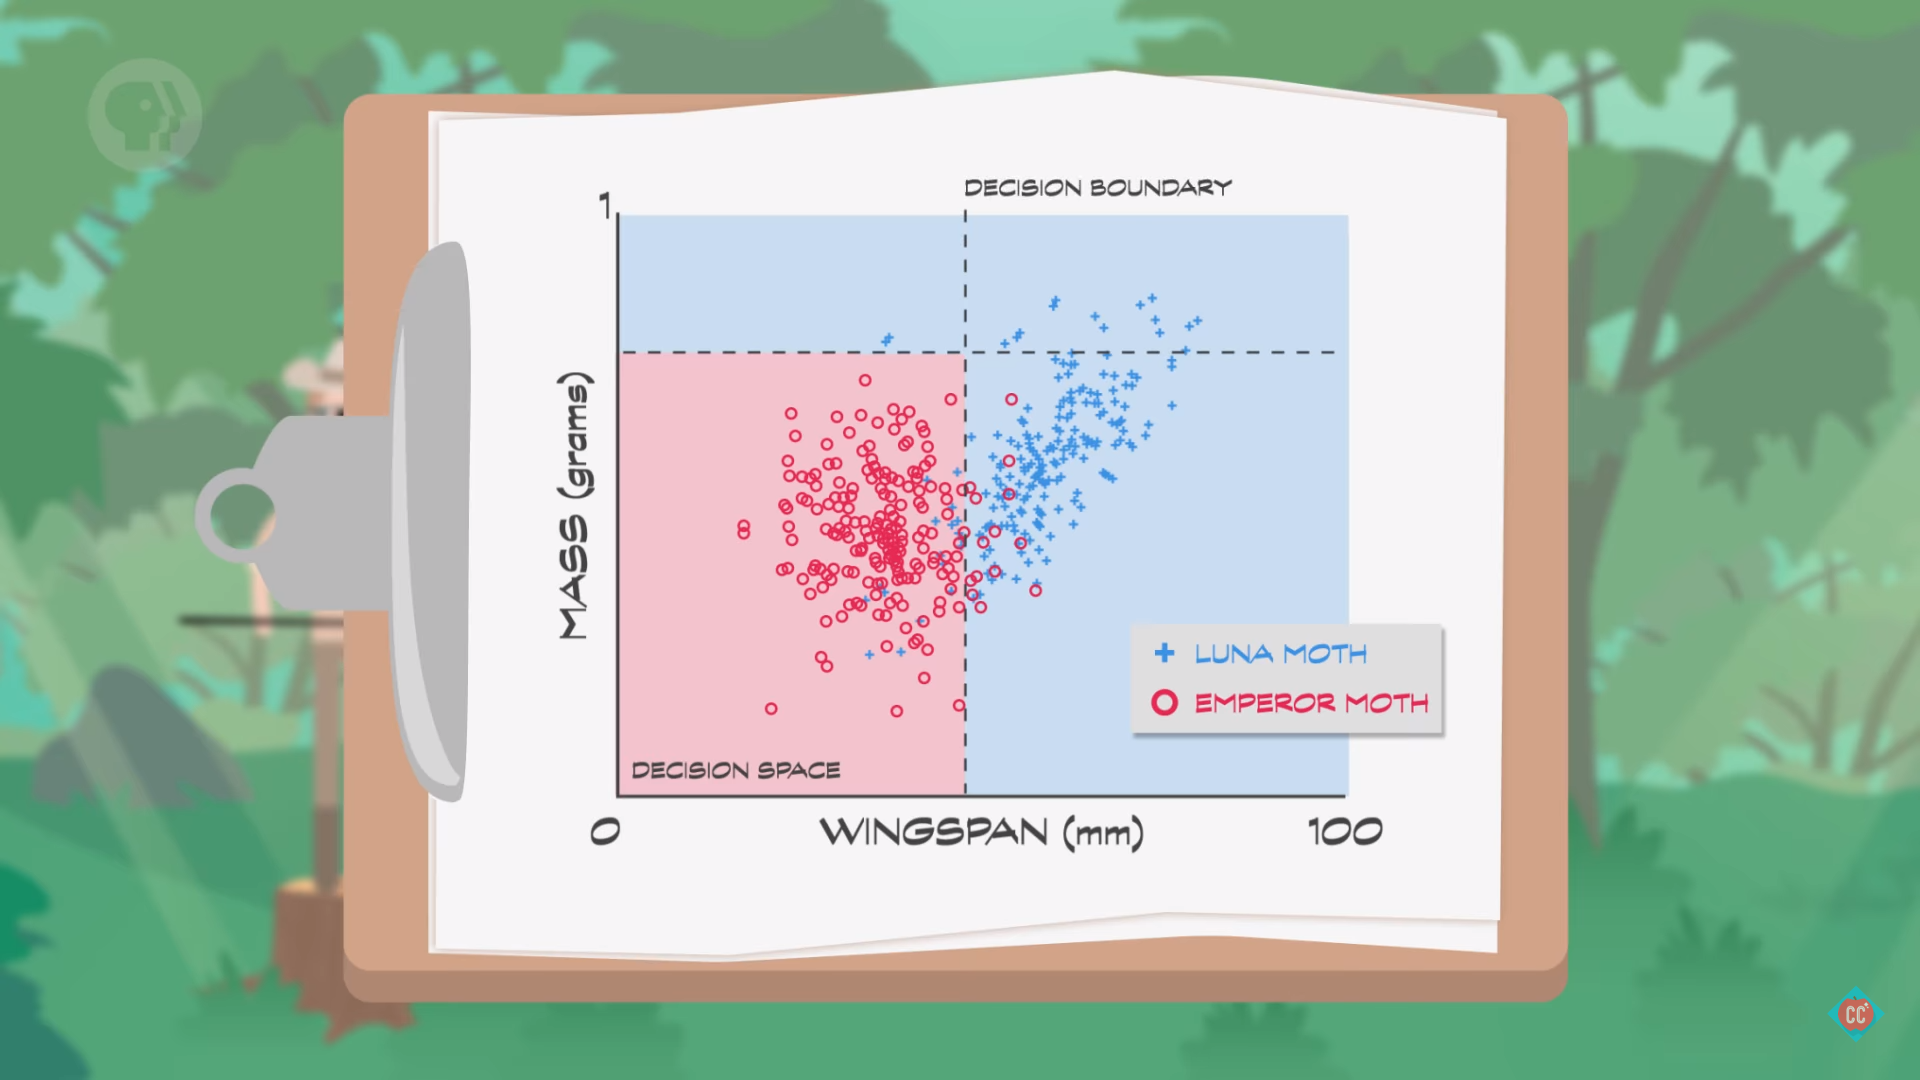 DECISION BOUNDARY
1
MASS (grams)
LUNA MOTH
EMPEROR MOTH
DECISION SPACE
0
WINGSPAN (mm)
100
CC